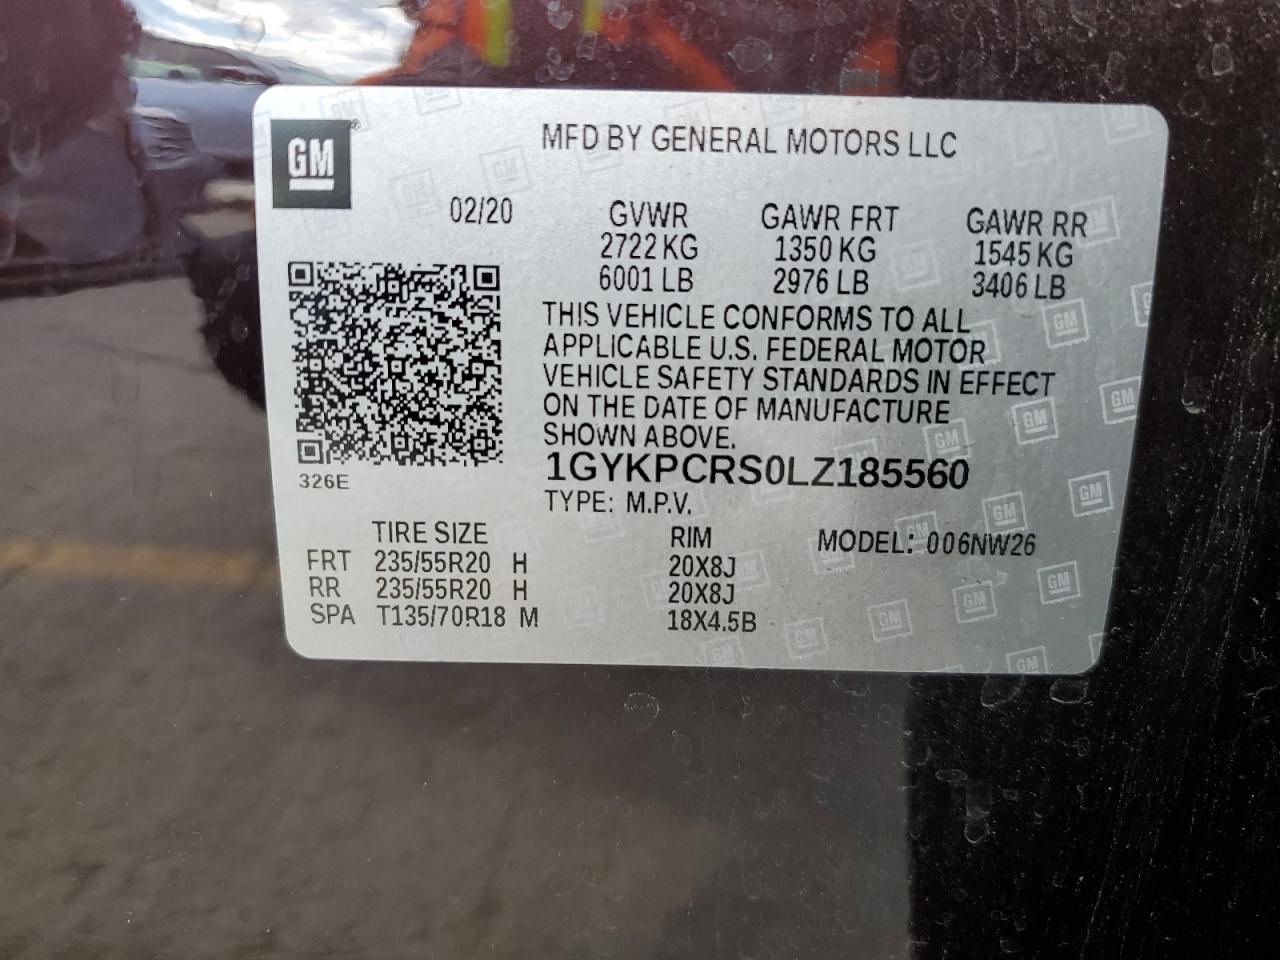 GM
MFD BY GENERAL MOTORS LLC
02/20
GVWR GAWR FRT GAWR RR
2722 KG 1350 KG 1545 KG
6001 LB 2976 LB 3406 LB
THIS VEHICLE CONFORMS TO ALL
APPLICABLE U.S. FEDERAL MOTOR
VEHICLE SAFETY STANDARDS IN EFFECT
ON THE DATE OF MANUFACTURE
SHOWN ABOVE.
326E
1GYKPCRS0LZ185560
TYPE: M.P.V.
TIRE SIZE RIM MODEL: 006NW26
FRT 235/55R20 H 20X8J
RR 235/55R20 H 20X8J
SPA T135/70R18 M 18X4.5B